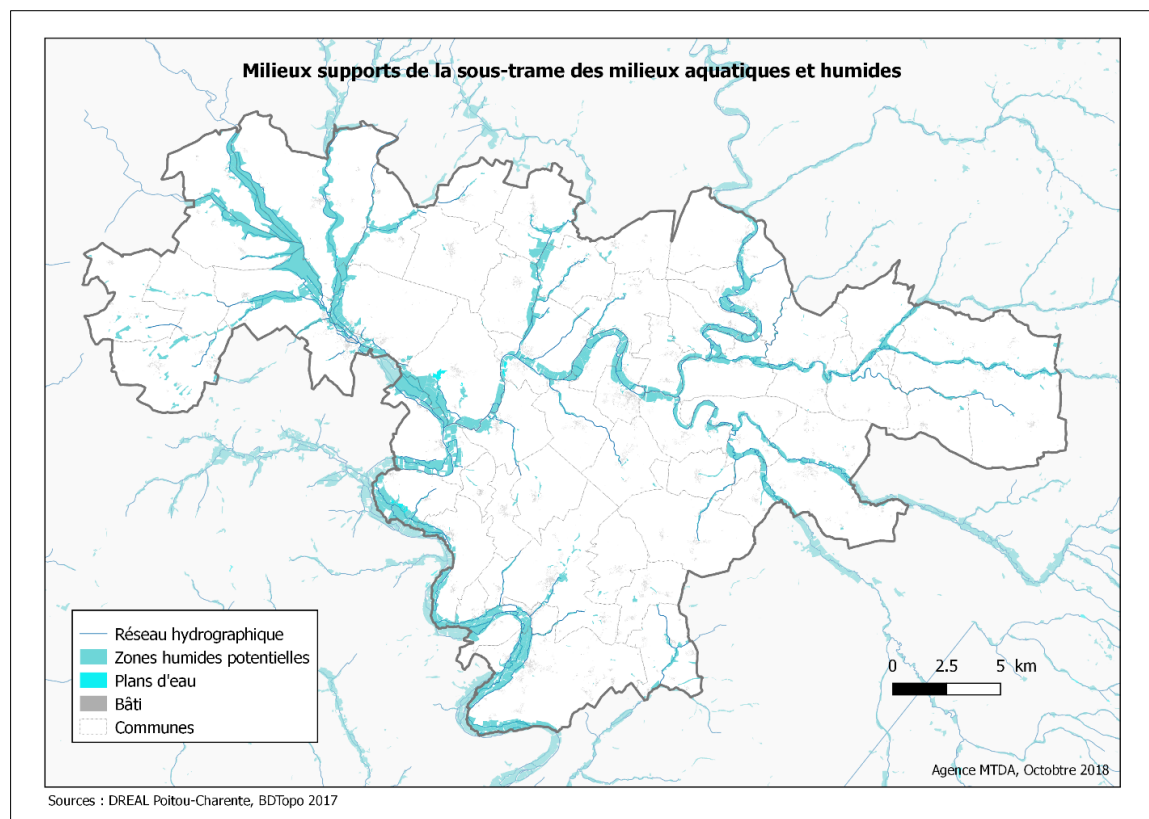 Milieux supports de la sous-trame des milieux aquatiques et humides
Réseau hydrographique
Zones humides potentielles
Plans d'eau
Bâti
Communes
0 2.5 5 km
Agence MTDA, Octobtre 2018
Sources : DREAL Poitou-Charente, BDTopo 2017